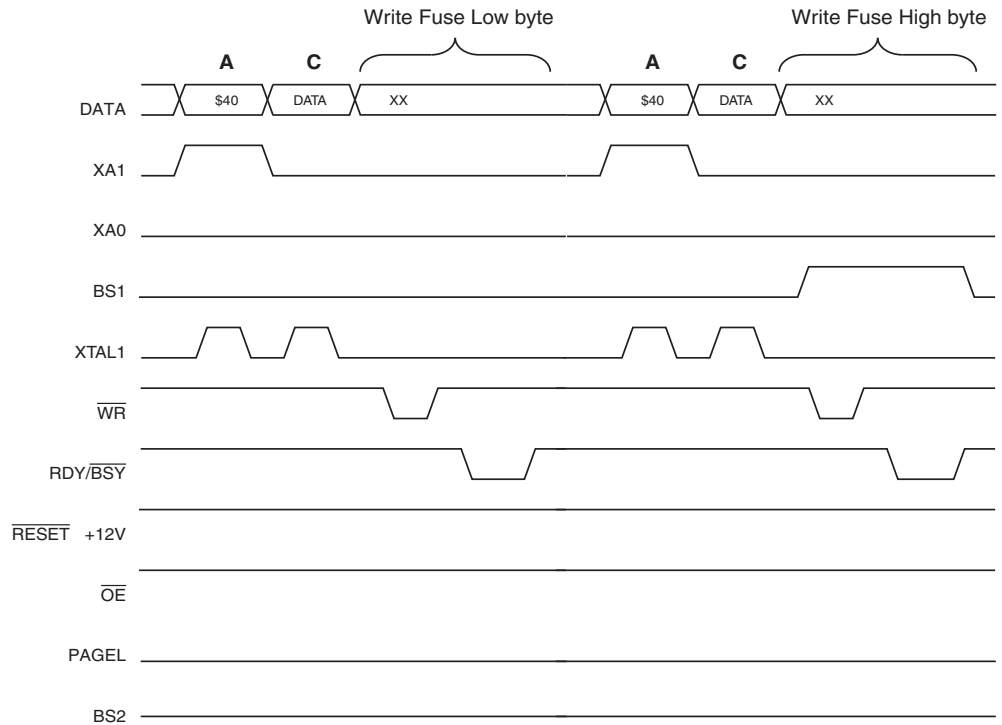 Write Fuse Low byte Write Fuse High byte
A C A C
DATA $40 DATA XX $40 DATA XX
XA1
XA0
BS1
XTAL1
WR
RDY/BSY
RESET +12V
OE
PAGEL
BS2